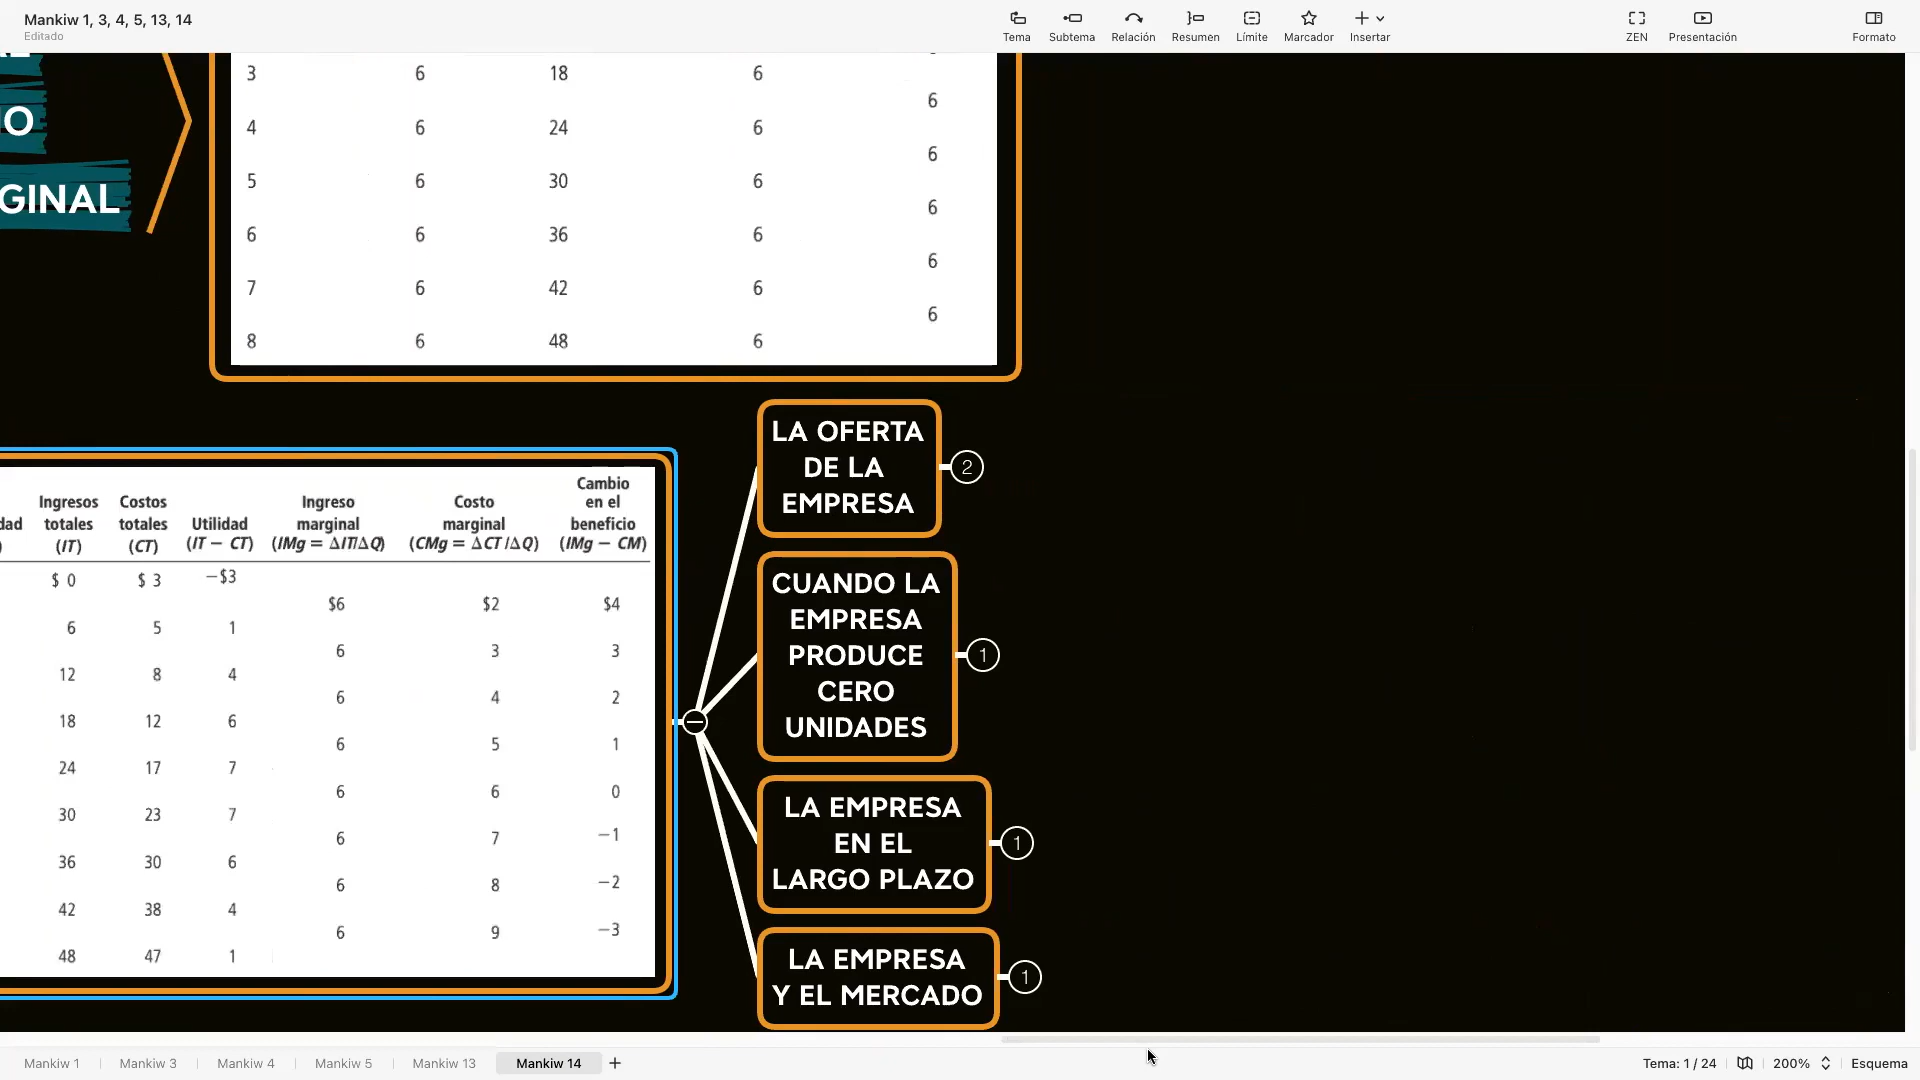 Mankiw 1, 3, 4, 5, 13, 14
Editado
Tema
Subtema
Relación
Resumen
Límite
Marcador
Insertar
ZEN
Presentación
Formato
O
GINAL
3 6 18 6
6
4 6 24 6
6
5 6 30 6
6
6 6 36 6
6
7 6 42 6
6
8 6 48 6
dad
)
Ingresos totales (IT)
Costos totales (CT)
Utilidad (IT − CT)
Ingreso marginal (IMg = ΔIT/ΔQ)
Costo marginal (CMg = ΔCT/ΔQ)
Cambio en el beneficio (IMg − CM)
$ 0 $ 3 −$3
$6 $2 $4
6 5 1
6 3 3
12 8 4
6 4 2
18 12 6
6 5 1
24 17 7
6 6 0
30 23 7
6 7 −1
36 30 6
6 8 −2
42 38 4
6 9 −3
48 47 1
LA OFERTA
DE LA
EMPRESA
2
CUANDO LA
EMPRESA
PRODUCE
CERO
UNIDADES
1
LA EMPRESA
EN EL
LARGO PLAZO
1
LA EMPRESA
Y EL MERCADO
1
Mankiw 1
Mankiw 3
Mankiw 4
Mankiw 5
Mankiw 13
Mankiw 14
Tema: 1 / 24
200%
Esquema